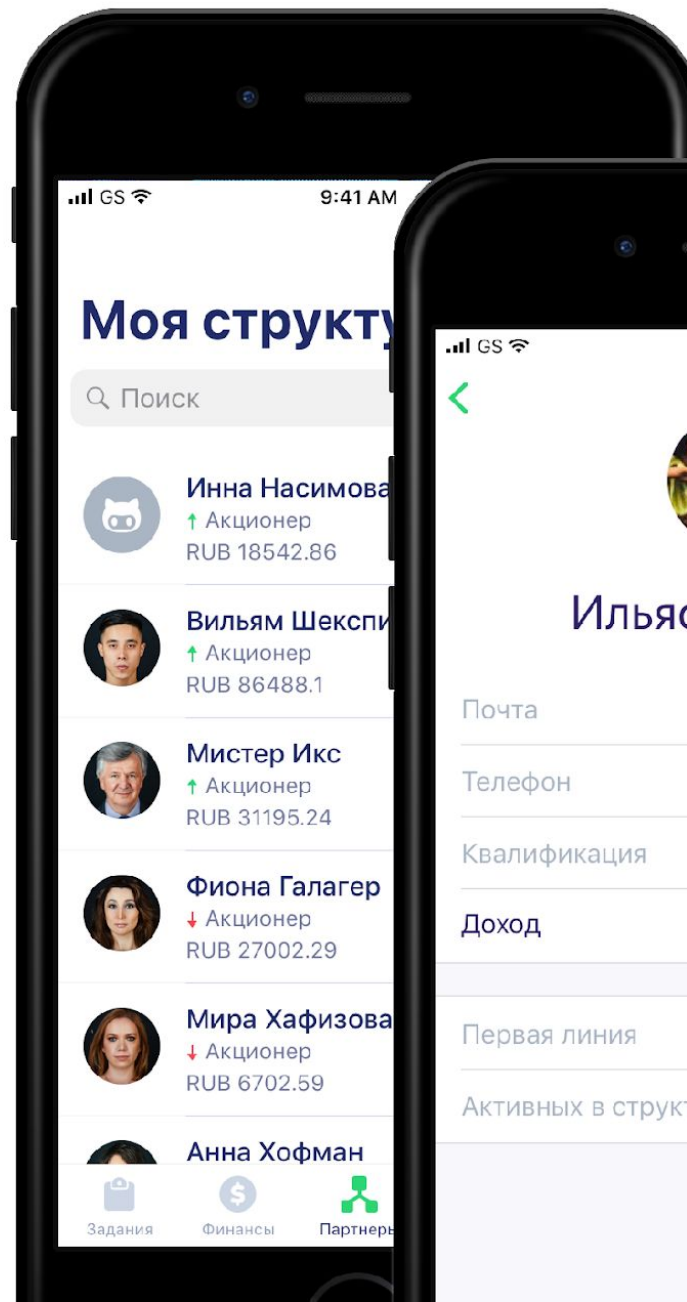 GS
9:41 AM
Моя структу
Поиск
Инна Насимова
↑ Акционер
RUB 18542.86
Вильям Шекспи
↑ Акционер
RUB 86488.1
Мистер Икс
↑ Акционер
RUB 31195.24
Фиона Галагер
↓ Акционер
RUB 27002.29
Мира Хафизова
↓ Акционер
RUB 6702.59
Анна Хофман
Задания
Финансы
Партнеры
GS
Ильяс
Почта
Телефон
Квалификация
Доход
Первая линия
Активных в структ